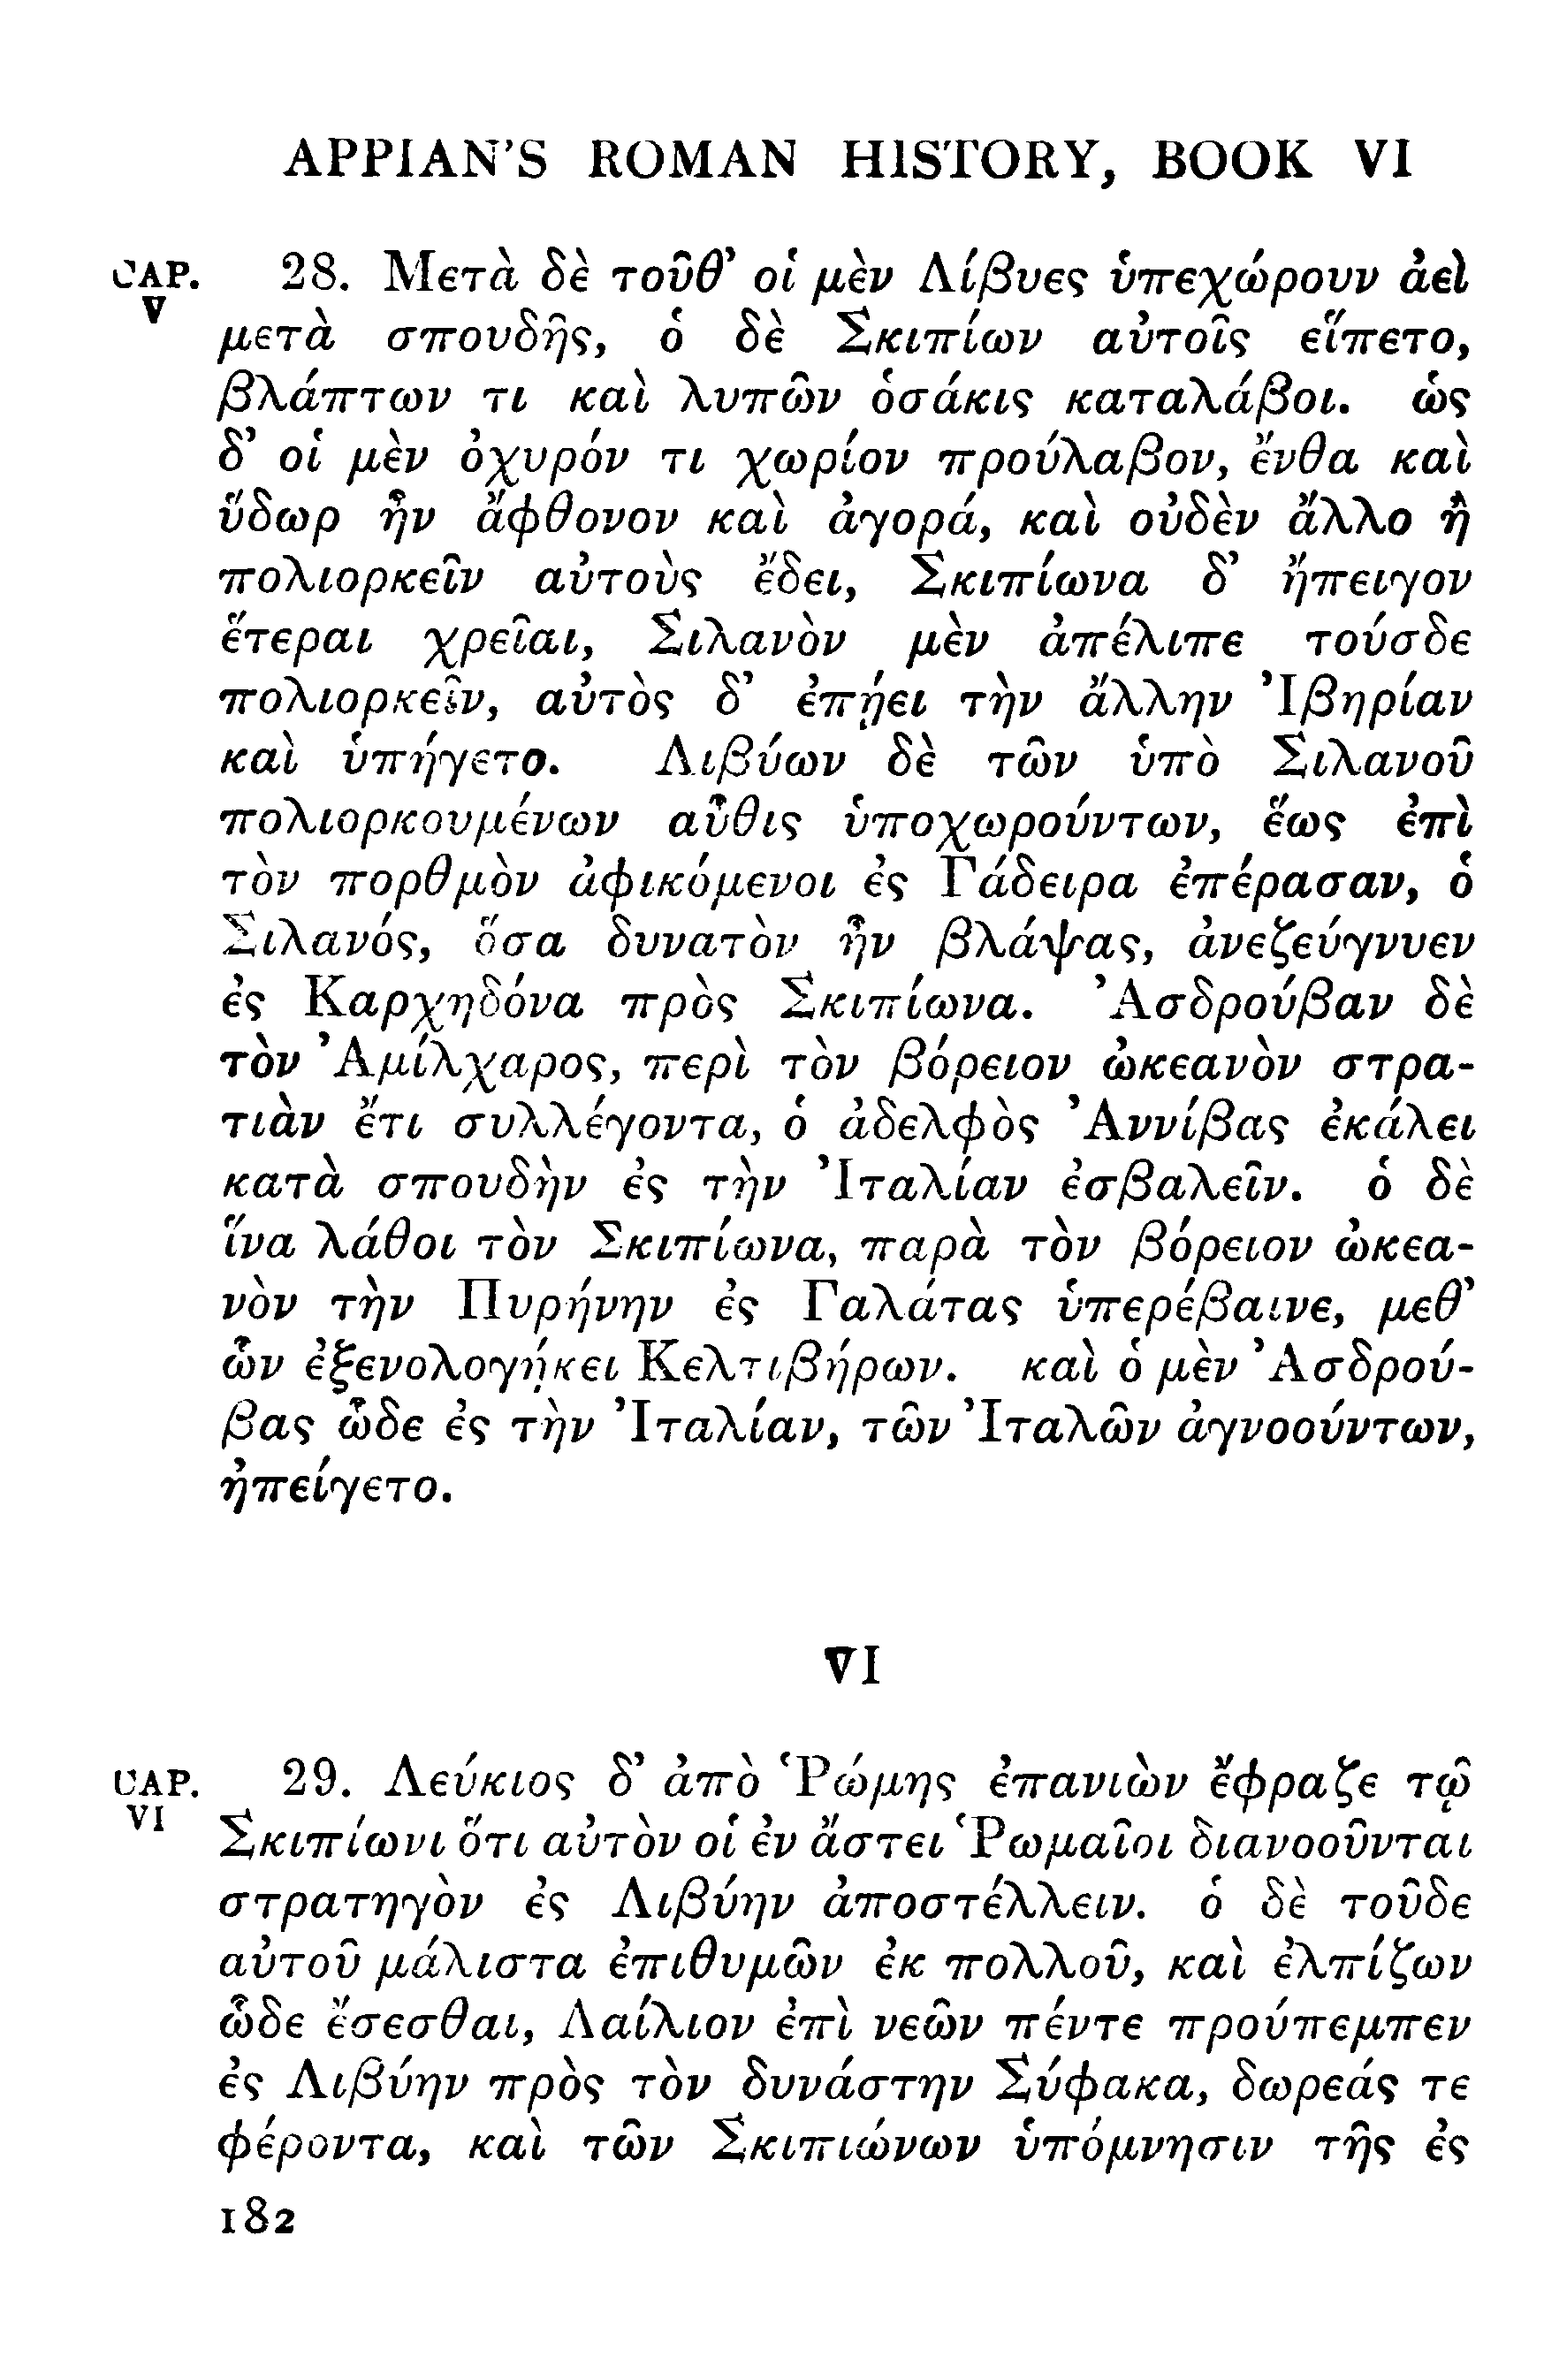 APPIAN'S ROMAN HISTORY, BOOK VI
CAP. V
28. Μετὰ δὲ τοῦθ' οἱ μὲν Λίβυες ὑπεχώρουν ἀεὶ
μετὰ σπουδῆς, ὁ δὲ Σκιπίων αὐτοῖς εἵπετο,
βλάπτων τι καὶ λυπῶν ὁσάκις καταλάβοι. ὡς
δ' οἱ μὲν ὀχυρόν τι χωρίον προύλαβον, ἔνθα καὶ
ὕδωρ ἦν ἄφθονον καὶ ἀγορά, καὶ οὐδὲν ἄλλο ἢ
πολιορκεῖν αὐτοὺς ἔδει, Σκιπίωνα δ' ἤπειγον
ἕτεραι χρεῖαι, Σιλανὸν μὲν ἀπέλιπε τούσδε
πολιορκεῖν, αὐτὸς δ' ἐπῄει τὴν ἄλλην Ἰβηρίαν
καὶ ὑπήγετο. Λιβύων δὲ τῶν ὑπὸ Σιλανοῦ
πολιορκουμένων αὖθις ὑποχωρούντων, ἕως ἐπὶ
τὸν πορθμὸν ἀφικόμενοι ἐς Γάδειρα ἐπέρασαν, ὁ
Σιλανός, ὅσα δυνατὸν ἦν βλάψας, ἀνεζεύγνυεν
ἐς Καρχηδόνα πρὸς Σκιπίωνα. Ἀσδρούβαν δὲ
τὸν Ἀμίλχαρος, περὶ τὸν βόρειον ὠκεανὸν στρα-
τιὰν ἔτι συλλέγοντα, ὁ ἀδελφὸς Ἀννίβας ἐκάλει
κατὰ σπουδὴν ἐς τὴν Ἰταλίαν ἐσβαλεῖν. ὁ δὲ
ἵνα λάθοι τὸν Σκιπίωνα, παρὰ τὸν βόρειον ὠκεα-
νὸν τὴν Πυρήνην ἐς Γαλάτας ὑπερέβαινε, μεθ'
ὧν ἐξενολογήκει Κελτιβήρων. καὶ ὁ μὲν Ἀσδρού-
βας ὧδε ἐς τὴν Ἰταλίαν, τῶν Ἰταλῶν ἀγνοούντων,
ἠπείγετο.
VI
CAP. VI
29. Λεύκιος δ' ἀπὸ Ῥώμης ἐπανιὼν ἔφραζε τῷ
Σκιπίωνι ὅτι αὐτὸν οἱ ἐν ἄστει Ῥωμαῖοι διανοοῦνται
στρατηγὸν ἐς Λιβύην ἀποστέλλειν. ὁ δὲ τοῦδε
αὐτοῦ μάλιστα ἐπιθυμῶν ἐκ πολλοῦ, καὶ ἐλπίζων
ὧδε ἔσεσθαι, Λαίλιον ἐπὶ νεῶν πέντε προύπεμπεν
ἐς Λιβύην πρὸς τὸν δυνάστην Σύφακα, δωρεάς τε
φέροντα, καὶ τῶν Σκιπιώνων ὑπόμνησιν τῆς ἐς
182